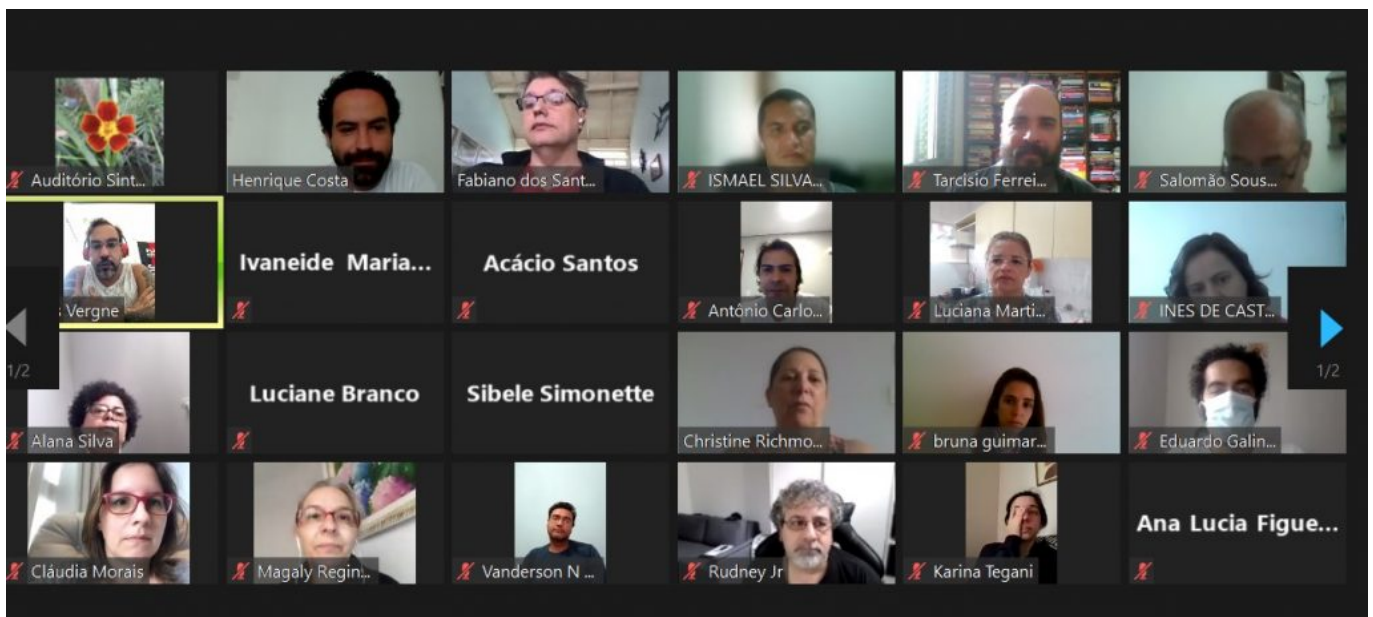 Auditório Sint...
Henrique Costa
Fabiano dos Sant...
ISMAEL SILVA...
Tarcisio Ferrei...
Salomão Sous...
Vergne
Ivaneide Maria...
Acácio Santos
Antônio Carlo...
Luciana Marti...
INES DE CAST...
1/2
1/2
Alana Silva
Luciane Branco
Sibele Simonette
Christine Richmo...
bruna guimar...
Eduardo Galin...
Cláudia Morais
Magaly Regin...
Vanderson N ...
Rudney Jr
Karina Tegani
Ana Lucia Figue...